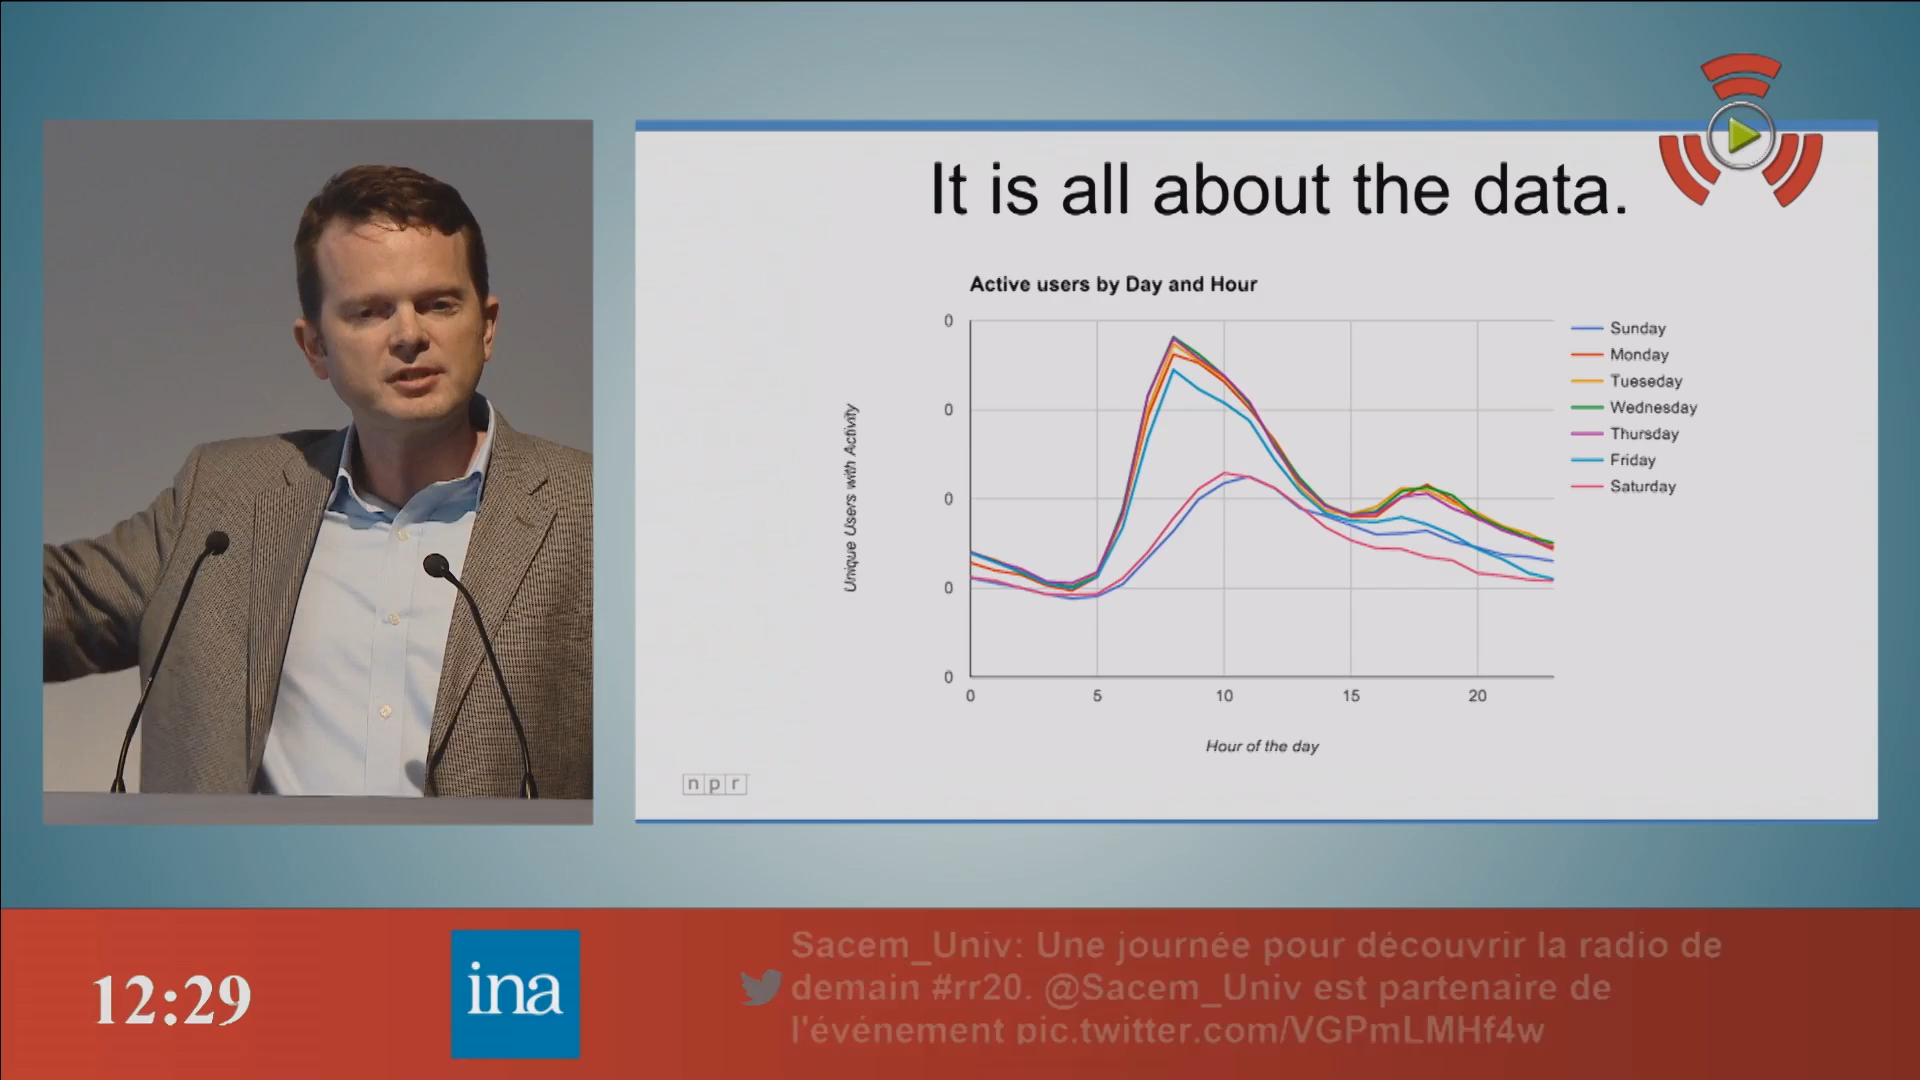 It is all about the data.
Active users by Day and Hour
0
0
0
0
0
Unique Users with Activity
0 5 10 15 20
Hour of the day
Sunday
Monday
Tueseday
Wednesday
Thursday
Friday
Saturday
npr
12:29
ina
Sacem_Univ: Une journée pour découvrir la radio de
demain #rr20. @Sacem_Univ est partenaire de
l'événement pic.twitter.com/VGPmLMHf4w